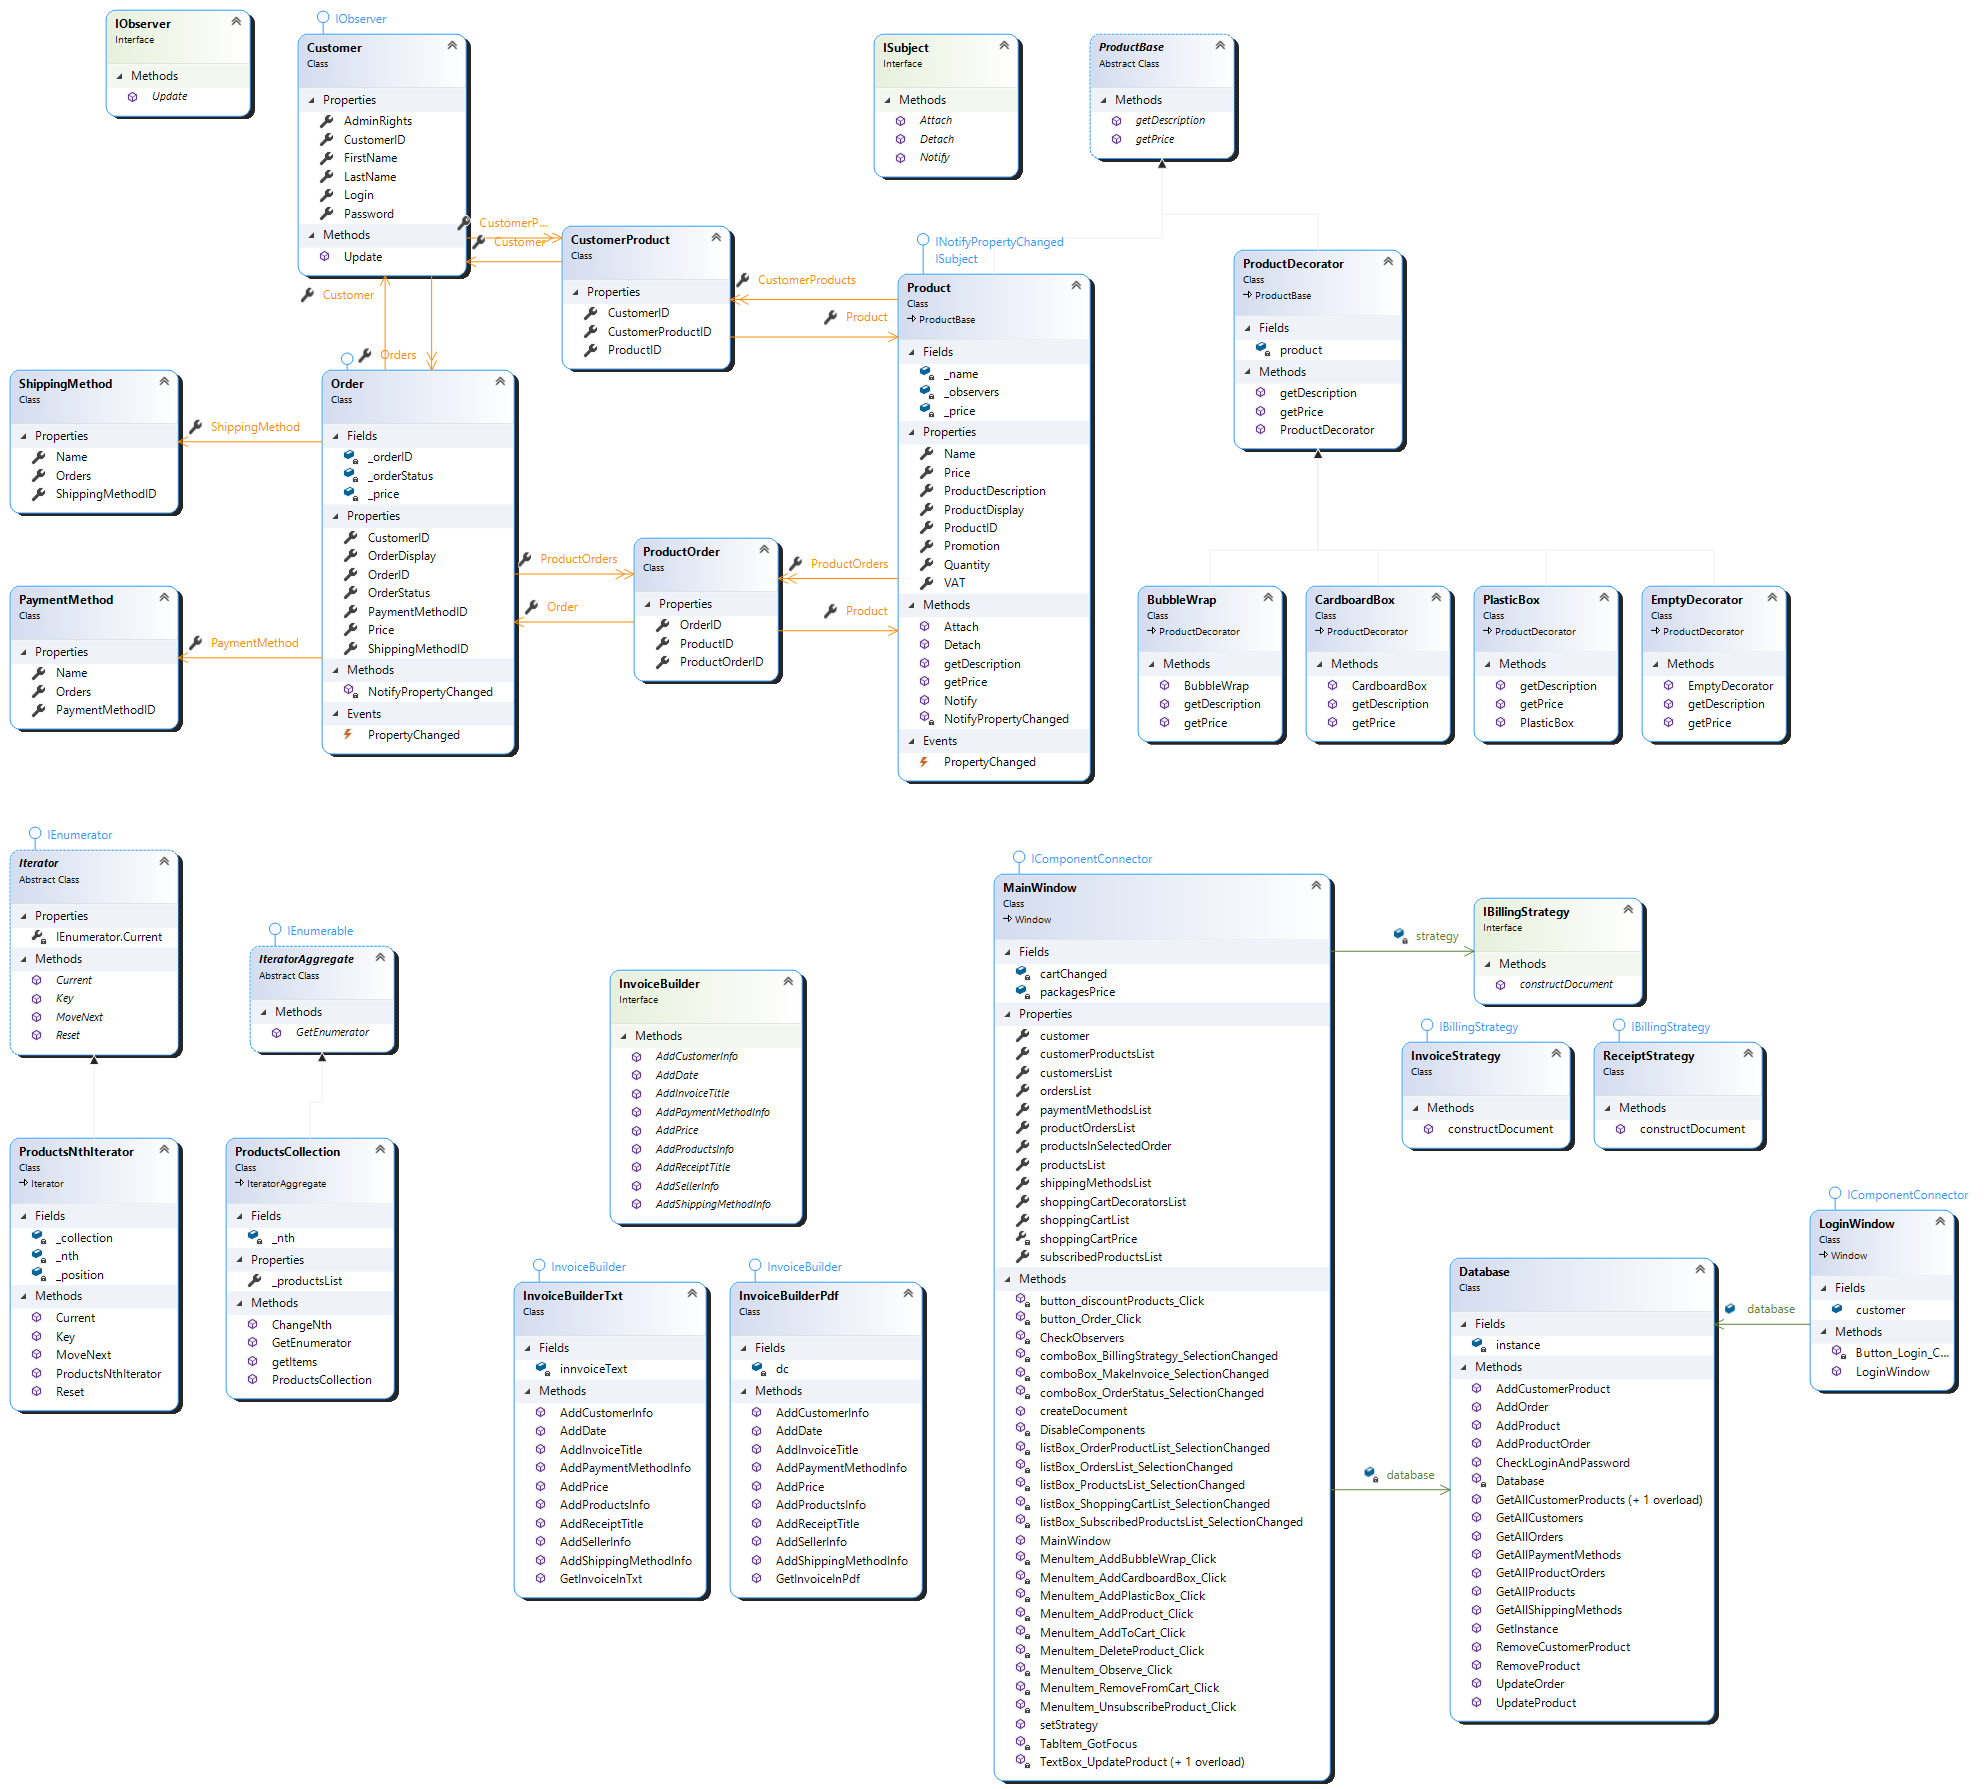 IObserver
Interface
Methods
Update
IObserver
Customer
Class
Properties
AdminRights
CustomerID
FirstName
LastName
Login
Password
Methods
Update
ISubject
Interface
Methods
Attach
Detach
Notify
ProductBase
Abstract Class
Methods
getDescription
getPrice
CustomerP...
Customer
CustomerProduct
Class
Properties
CustomerID
CustomerProductID
ProductID
CustomerProducts
Product
INotifyPropertyChanged
ISubject
Product
Class
ProductBase
Fields
_name
_observers
_price
Properties
Name
Price
ProductDescription
ProductDisplay
ProductID
Promotion
Quantity
VAT
Methods
Attach
Detach
getDescription
getPrice
Notify
NotifyPropertyChanged
Events
PropertyChanged
ProductDecorator
Class
ProductBase
Fields
product
Methods
getDescription
getPrice
ProductDecorator
Customer
Orders
ShippingMethod
Class
Properties
Name
Orders
ShippingMethodID
ShippingMethod
Order
Class
Fields
_orderID
_orderStatus
_price
Properties
CustomerID
OrderDisplay
OrderID
OrderStatus
PaymentMethodID
Price
ShippingMethodID
Methods
NotifyPropertyChanged
Events
PropertyChanged
PaymentMethod
Class
Properties
Name
Orders
PaymentMethodID
PaymentMethod
ProductOrders
Order
ProductOrder
Class
Properties
OrderID
ProductID
ProductOrderID
ProductOrders
Product
BubbleWrap
Class
ProductDecorator
Methods
BubbleWrap
getDescription
getPrice
CardboardBox
Class
ProductDecorator
Methods
CardboardBox
getDescription
getPrice
PlasticBox
Class
ProductDecorator
Methods
getDescription
getPrice
PlasticBox
EmptyDecorator
Class
ProductDecorator
Methods
EmptyDecorator
getDescription
getPrice
IEnumerator
Iterator
Abstract Class
Properties
IEnumerator.Current
Methods
Current
Key
MoveNext
Reset
IEnumerable
IteratorAggregate
Abstract Class
Methods
GetEnumerator
ProductsNthIterator
Class
Iterator
Fields
_collection
_nth
_position
Methods
Current
Key
MoveNext
ProductsNthIterator
Reset
ProductsCollection
Class
IteratorAggregate
Fields
_nth
Properties
_productsList
Methods
ChangeNth
GetEnumerator
getItems
ProductsCollection
InvoiceBuilder
Interface
Methods
AddCustomerInfo
AddDate
AddInvoiceTitle
AddPaymentMethodInfo
AddPrice
AddProductsInfo
AddReceiptTitle
AddSellerInfo
AddShippingMethodInfo
InvoiceBuilder
InvoiceBuilderTxt
Class
Fields
innvoiceText
Methods
AddCustomerInfo
AddDate
AddInvoiceTitle
AddPaymentMethodInfo
AddPrice
AddProductsInfo
AddReceiptTitle
AddSellerInfo
AddShippingMethodInfo
GetInvoiceInTxt
InvoiceBuilder
InvoiceBuilderPdf
Class
Fields
dc
Methods
AddCustomerInfo
AddDate
AddInvoiceTitle
AddPaymentMethodInfo
AddPrice
AddProductsInfo
AddReceiptTitle
AddSellerInfo
AddShippingMethodInfo
GetInvoiceInPdf
IComponentConnector
MainWindow
Class
Window
Fields
cartChanged
packagesPrice
Properties
customer
customerProductsList
customersList
ordersList
paymentMethodsList
productOrdersList
productsInSelectedOrder
productsList
shippingMethodsList
shoppingCartDecoratorsList
shoppingCartList
shoppingCartPrice
subscribedProductsList
Methods
button_discountProducts_Click
button_Order_Click
CheckObservers
comboBox_BillingStrategy_SelectionChanged
comboBox_MakeInvoice_SelectionChanged
comboBox_OrderStatus_SelectionChanged
createDocument
DisableComponents
listBox_OrderProductList_SelectionChanged
listBox_OrdersList_SelectionChanged
listBox_ProductsList_SelectionChanged
listBox_ShoppingCartList_SelectionChanged
listBox_SubscribedProductsList_SelectionChanged
MainWindow
MenuItem_AddBubbleWrap_Click
MenuItem_AddCardboardBox_Click
MenuItem_AddPlasticBox_Click
MenuItem_AddProduct_Click
MenuItem_AddToCart_Click
MenuItem_DeleteProduct_Click
MenuItem_Observe_Click
MenuItem_RemoveFromCart_Click
MenuItem_UnsubscribeProduct_Click
setStrategy
TabItem_GotFocus
TextBox_UpdateProduct (+ 1 overload)
strategy
IBillingStrategy
Interface
Methods
constructDocument
IBillingStrategy
InvoiceStrategy
Class
Methods
constructDocument
IBillingStrategy
ReceiptStrategy
Class
Methods
constructDocument
database
Database
Class
Fields
instance
Methods
AddCustomerProduct
AddOrder
AddProduct
AddProductOrder
CheckLoginAndPassword
Database
GetAllCustomerProducts (+ 1 overload)
GetAllCustomers
GetAllOrders
GetAllPaymentMethods
GetAllProductOrders
GetAllProducts
GetAllShippingMethods
GetInstance
RemoveCustomerProduct
RemoveProduct
UpdateOrder
UpdateProduct
database
IComponentConnector
LoginWindow
Class
Window
Fields
customer
Methods
Button_Login_C...
LoginWindow